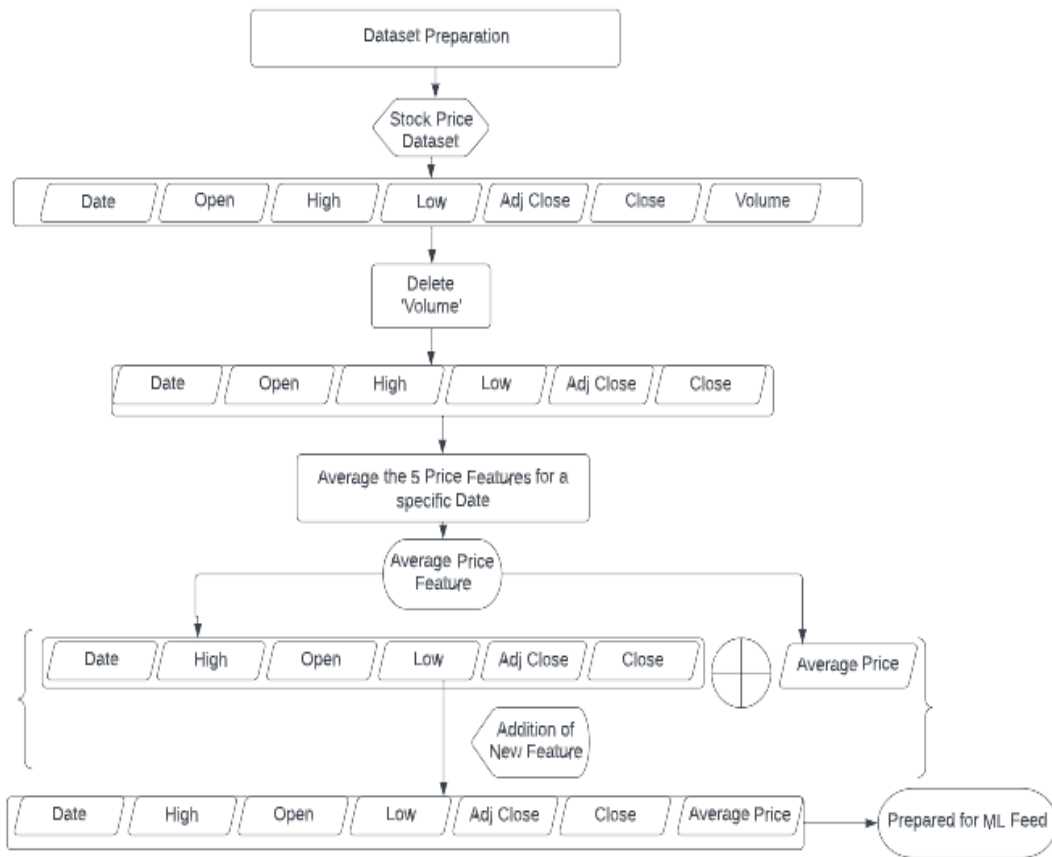 Dataset Preparation
Stock Price
Dataset
Date Open High Low Adj Close Close Volume
Delete
'Volume'
Date Open High Low Adj Close Close
Average the 5 Price Features for a
specific Date
Average Price
Feature
Date High Open Low Adj Close Close Average Price
Addition of
New Feature
Date High Open Low Adj Close Close Average Price
Prepared for ML Feed